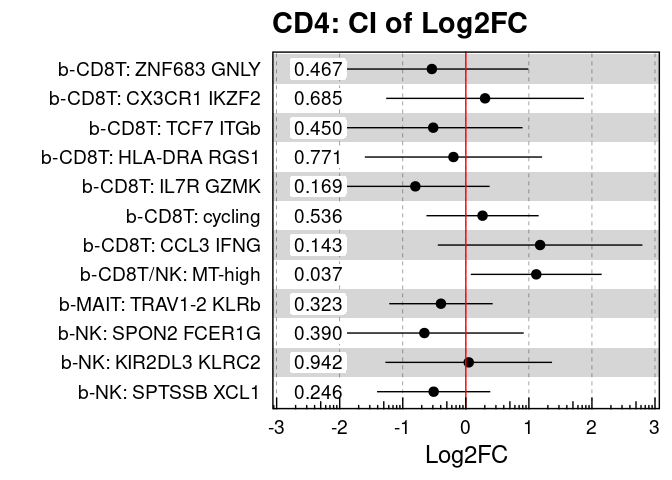 CD4: CI of Log2FC
b-CD8T: ZNF683 GNLY 0.467
b-CD8T: CX3CR1 IKZF2 0.685
b-CD8T: TCF7 ITGb 0.450
b-CD8T: HLA-DRA RGS1 0.771
b-CD8T: IL7R GZMK 0.169
b-CD8T: cycling 0.536
b-CD8T: CCL3 IFNG 0.143
b-CD8T/NK: MT-high 0.037
b-MAIT: TRAV1-2 KLRb 0.323
b-NK: SPON2 FCER1G 0.390
b-NK: KIR2DL3 KLRC2 0.942
b-NK: SPTSSB XCL1 0.246
-3 -2 -1 0 1 2 3
Log2FC